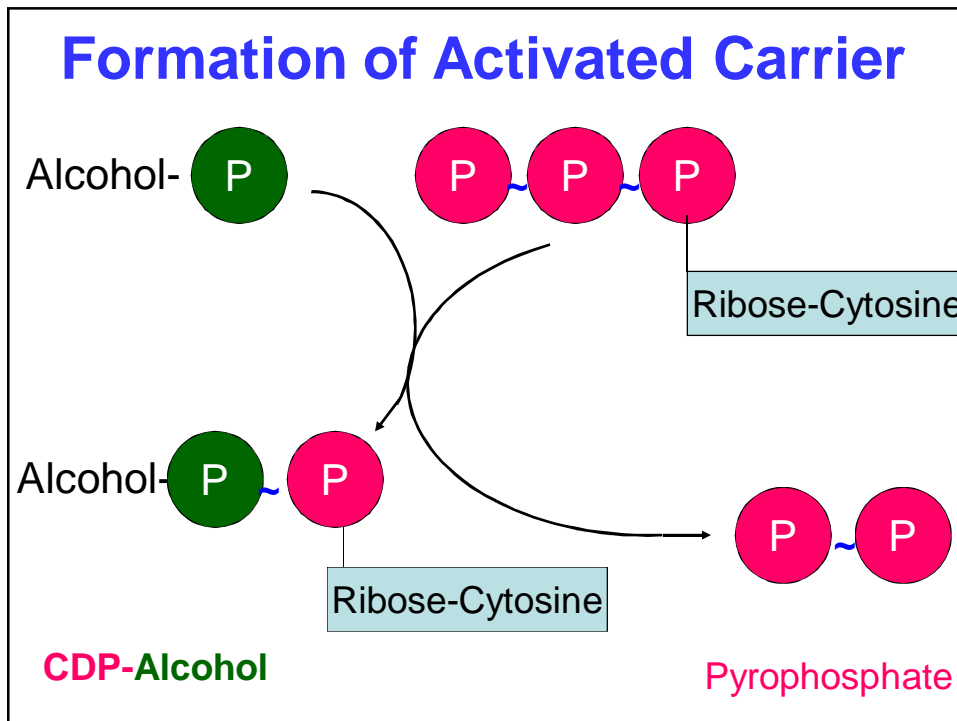 Formation of Activated Carrier
Alcohol- P P ~ P ~ P
Ribose-Cytosine
Alcohol- P ~ P
P ~ P
Ribose-Cytosine
CDP-Alcohol
Pyrophosphate